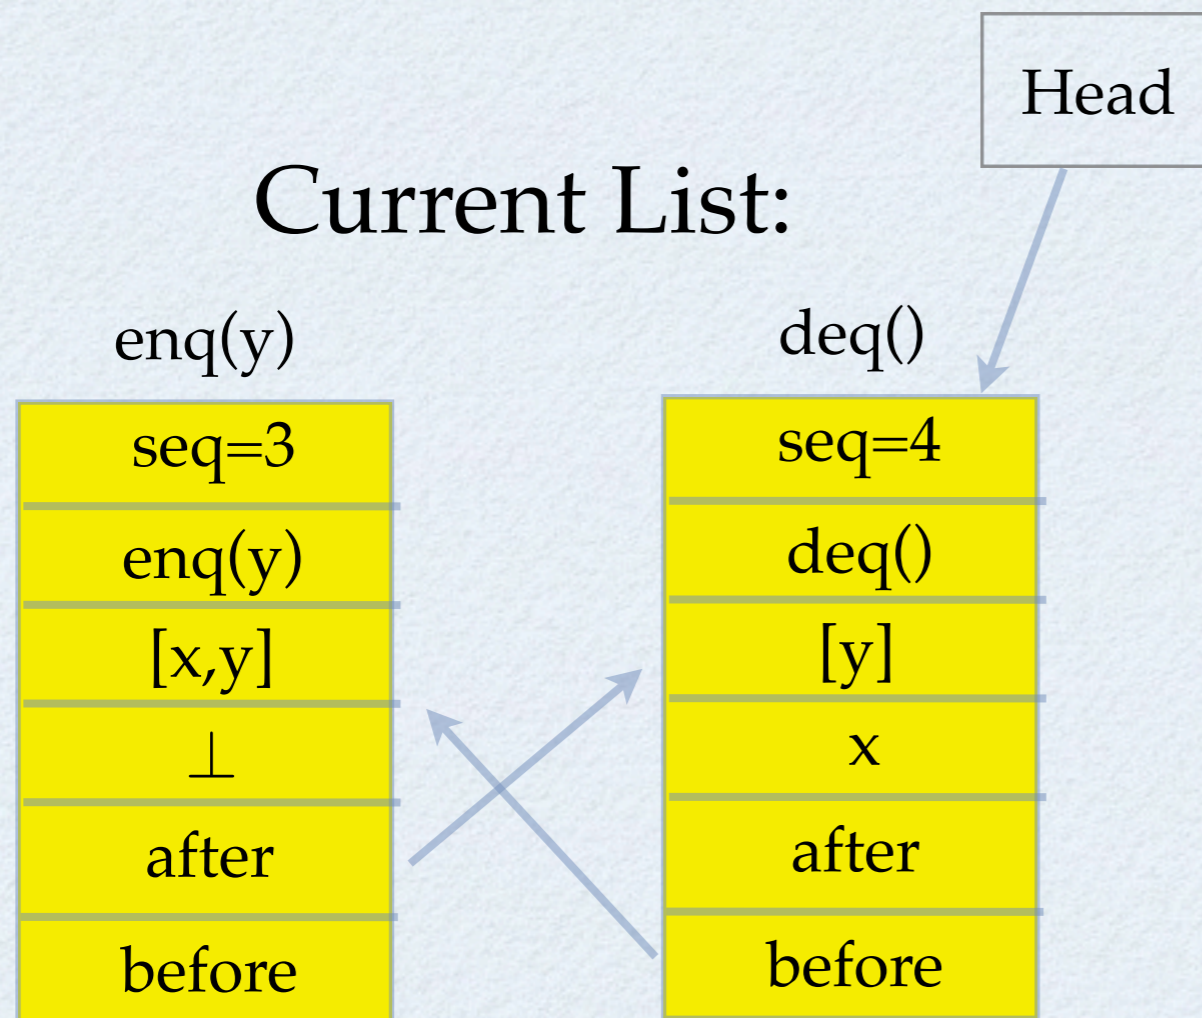 Head
Current List:
enq(y)
seq=3
enq(y)
[x,y]
⊥
after
before
deq()
seq=4
deq()
[y]
x
after
before